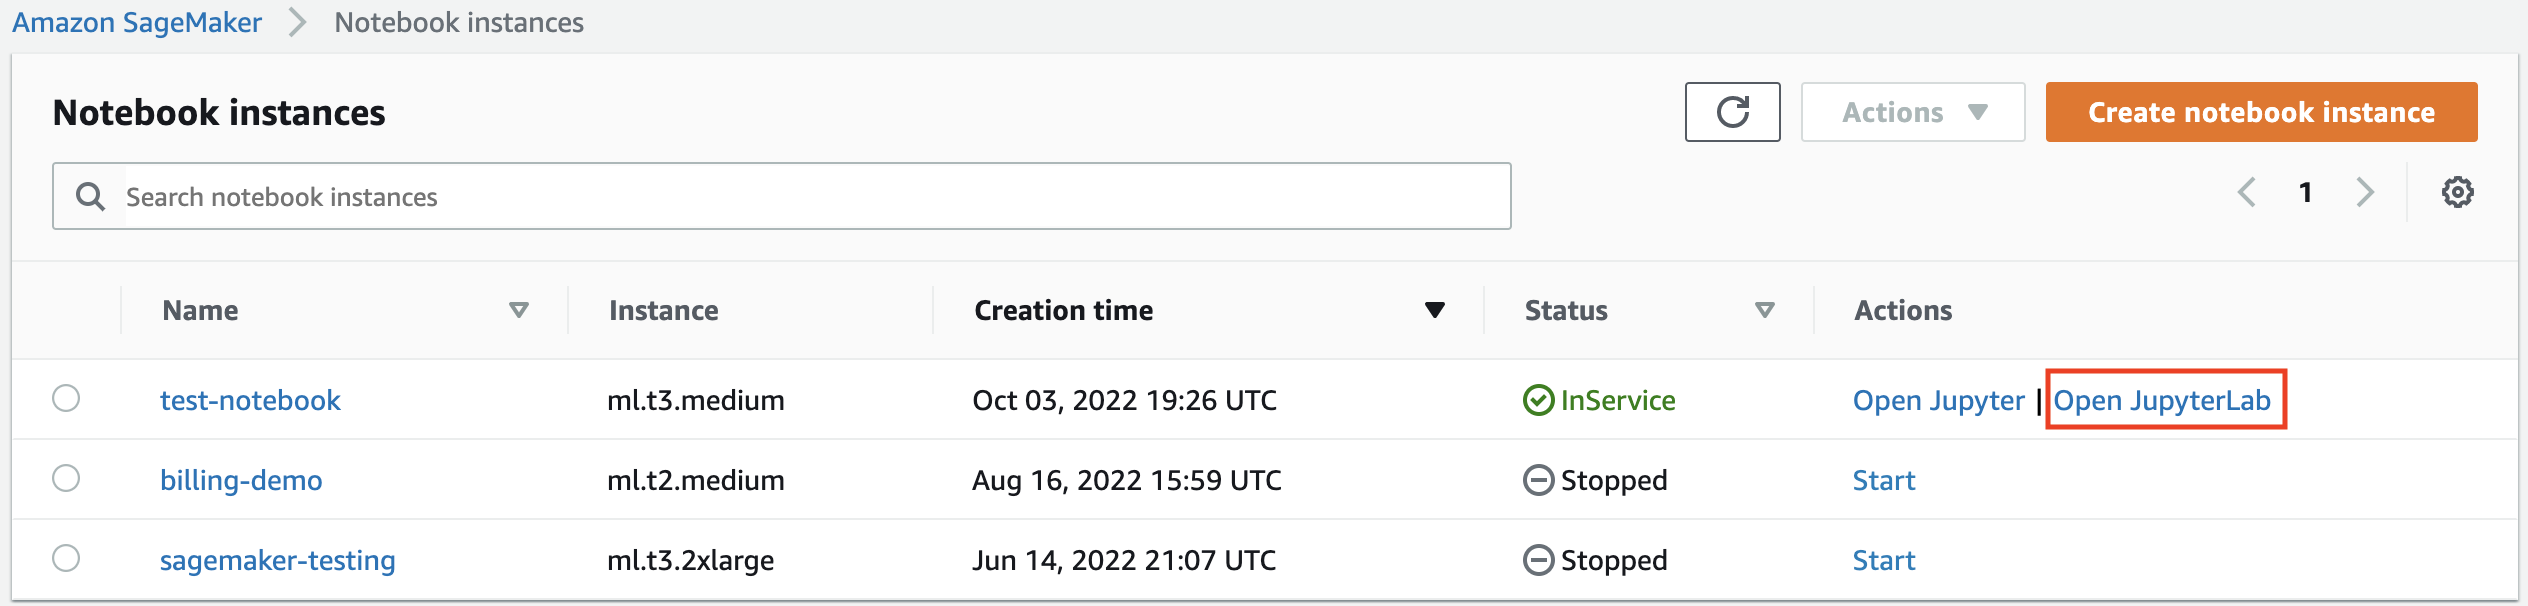 Amazon SageMaker > Notebook instances
Notebook instances
Actions
Create notebook instance
Search notebook instances
1
Name Instance Creation time Status Actions
test-notebook ml.t3.medium Oct 03, 2022 19:26 UTC InService Open Jupyter | Open JupyterLab
billing-demo ml.t2.medium Aug 16, 2022 15:59 UTC Stopped Start
sagemaker-testing ml.t3.2xlarge Jun 14, 2022 21:07 UTC Stopped Start